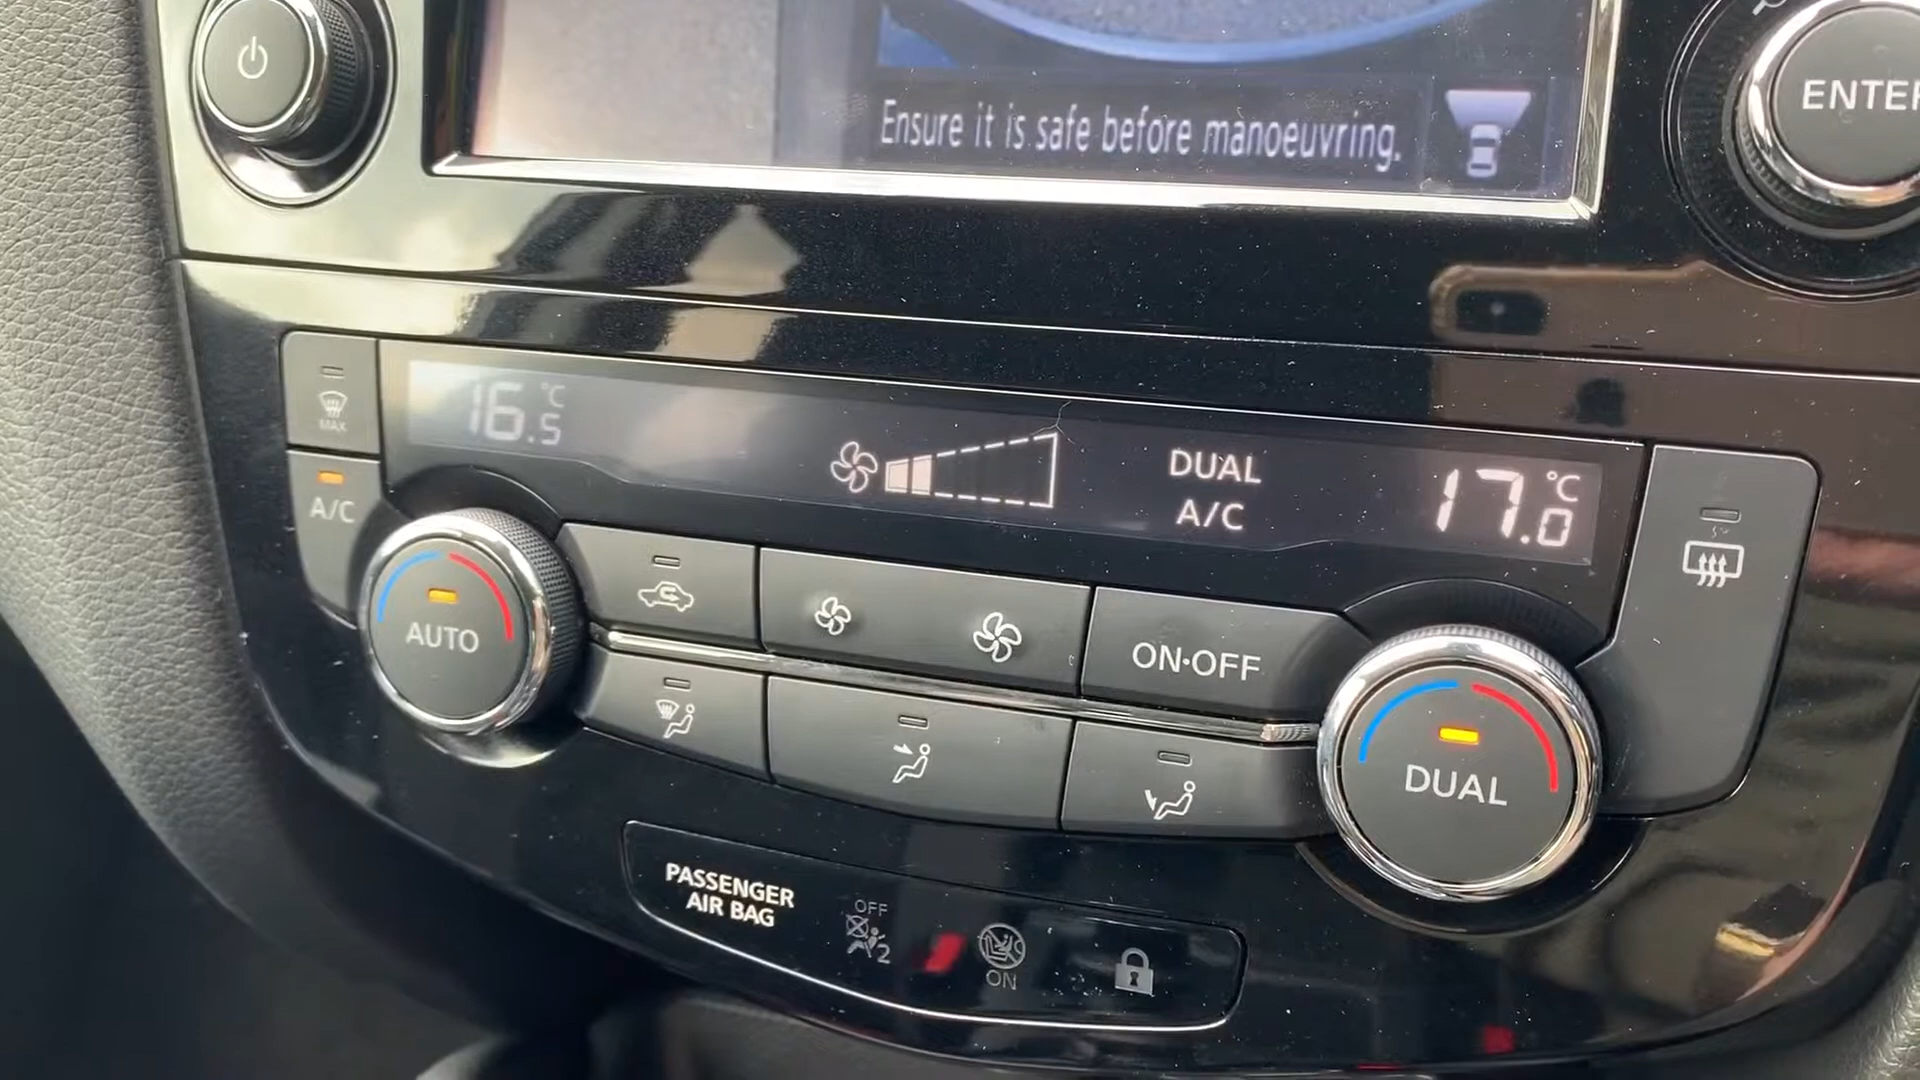 Ensure it is safe before manoeuvring.
ENTER
MAX
16.5 °C
DUAL
A/C
17.0 °C
A/C
AUTO
ON•OFF
DUAL
PASSENGER
AIR BAG
OFF
2
ON